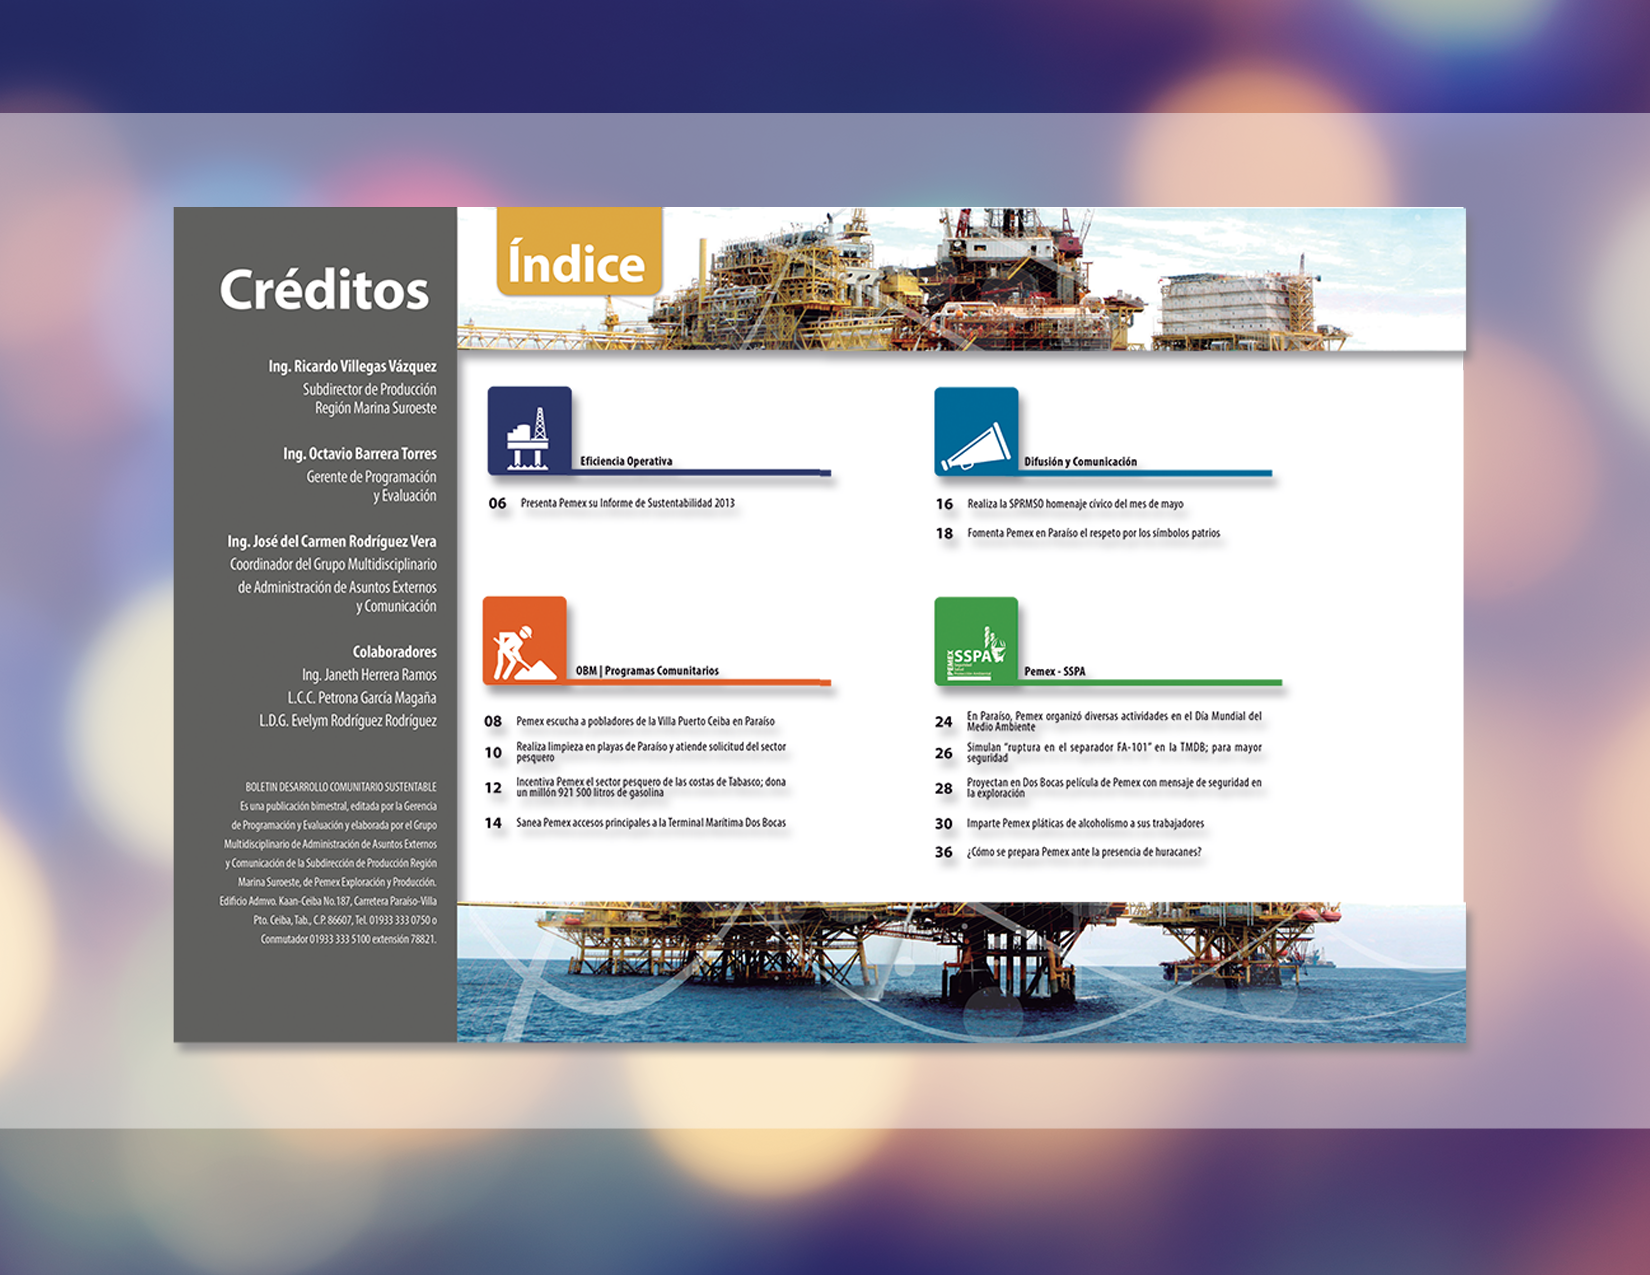 Créditos
Ing. Ricardo Villegas Vázquez
Subdirector de Producción
Región Marina Suroeste
Ing. Octavio Barrera Torres
Gerente de Programación
y Evaluación
Ing. José del Carmen Rodríguez Vera
Coordinador del Grupo Multidisciplinario
de Administración de Asuntos Externos
y Comunicación
Colaboradores
Ing. Janeth Herrera Ramos
L.C.C. Petrona García Magaña
L.D.G. Evelym Rodríguez Rodríguez
BOLETIN DESARROLLO COMUNITARIO SUSTENTABLE
Es una publicación bimestral, editada por la Gerencia
de Programación y Evaluación y elaborada por el Grupo
Multidisciplinario de Administración de Asuntos Externos
y Comunicación de la Subdirección de Producción Región
Marina Suroeste, de Pemex Exploración y Producción.
Edificio Admvo. Kaan-Ceiba No.187, Carretera Paraíso-Villa
Pto. Ceiba, Tab., C.P. 86607, Tel. 01933 333 0750 o
Conmutador 01933 333 5100 extensión 78821.
Índice
Eficiencia Operativa
06 Presenta Pemex su Informe de Sustentabilidad 2013
OBM | Programas Comunitarios
08 Pemex escucha a pobladores de la Villa Puerto Ceiba en Paraíso
10 Realiza limpieza en playas de Paraíso y atiende solicitud del sector
pesquero
12 Incentiva Pemex el sector pesquero de las costas de Tabasco; dona
un millón 921 500 litros de gasolina
14 Sanea Pemex accesos principales a la Terminal Marítima Dos Bocas
Difusión y Comunicación
16 Realiza la SPRMSO homenaje cívico del mes de mayo
18 Fomenta Pemex en Paraíso el respeto por los símbolos patrios
PEMEX
SSPA
Pemex - SSPA
24 En Paraíso, Pemex organizó diversas actividades en el Día Mundial del
Medio Ambiente
26 Simulan "ruptura en el separador FA-101" en la TMDB; para mayor
seguridad
28 Proyectan en Dos Bocas película de Pemex con mensaje de seguridad en
la exploración
30 Imparte Pemex pláticas de alcoholismo a sus trabajadores
36 ¿Cómo se prepara Pemex ante la presencia de huracanes?